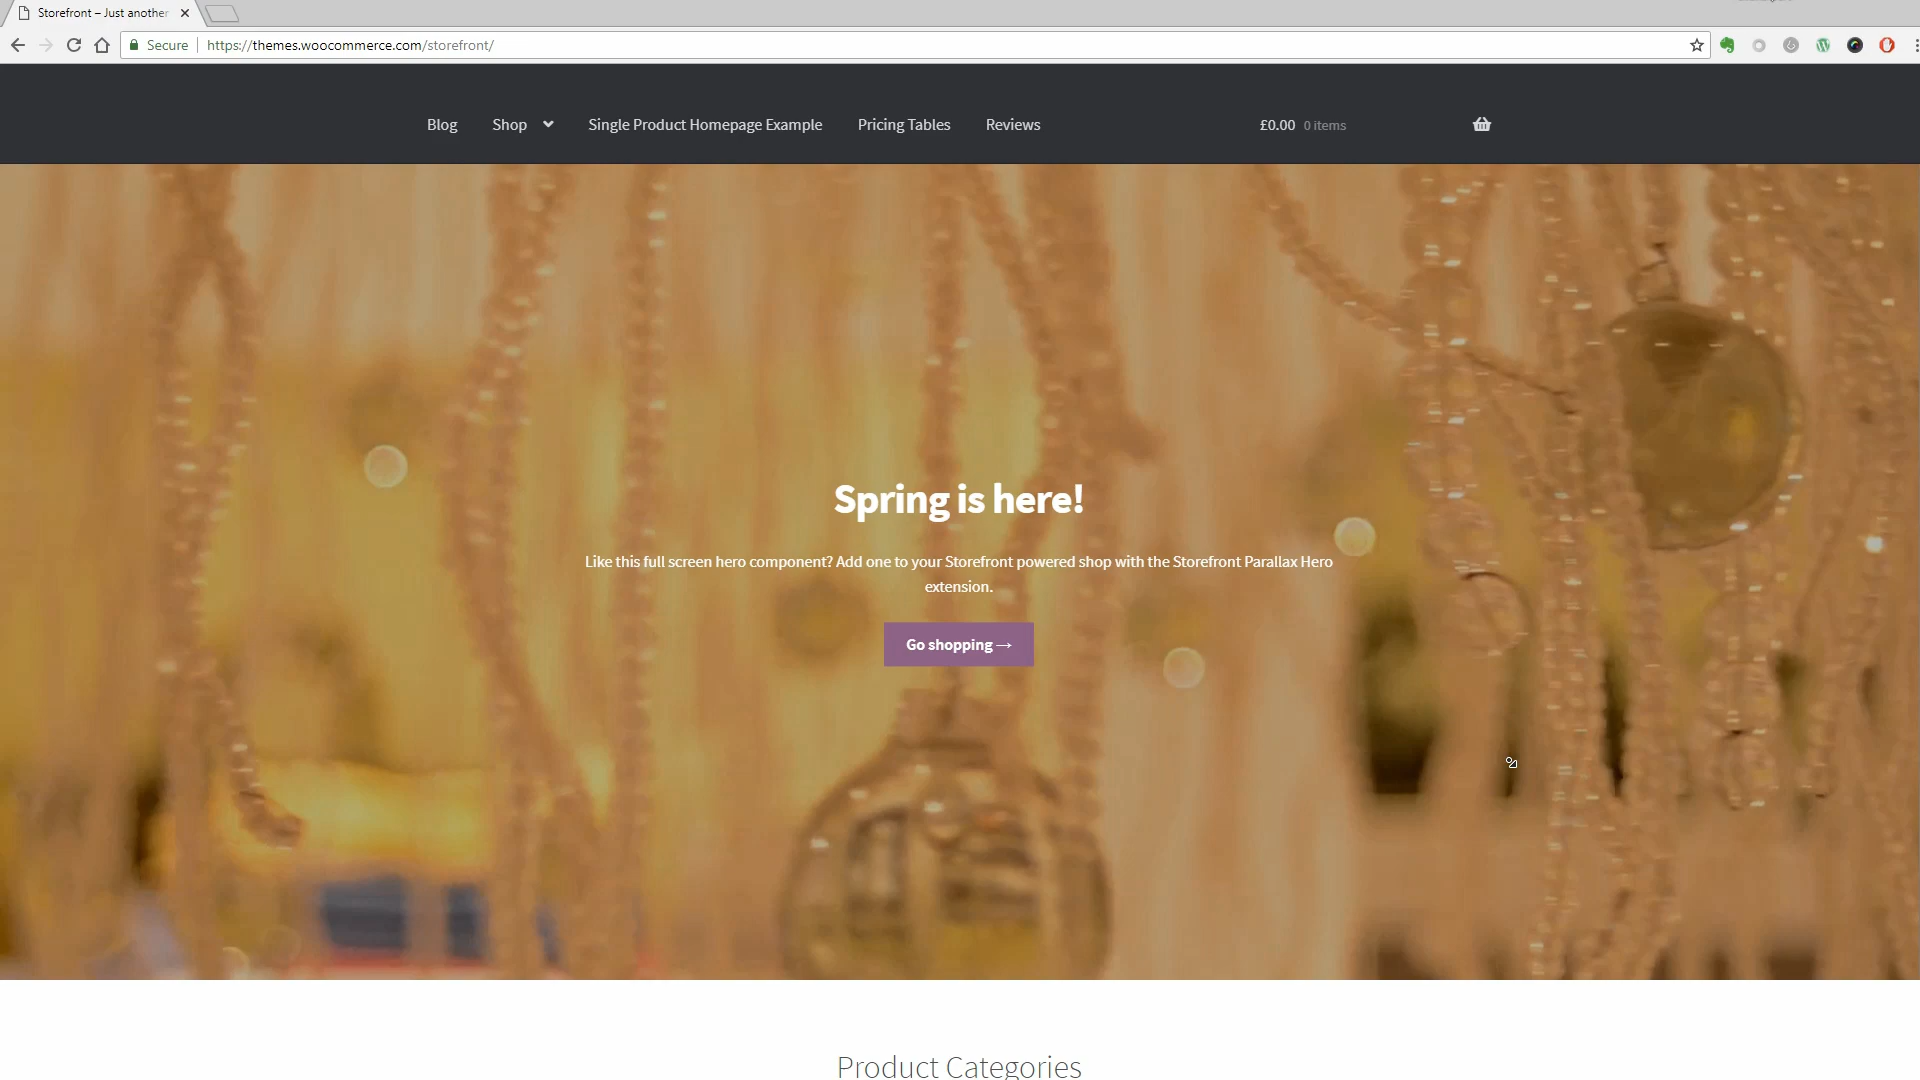 Storefront – Just another
Secure https://themes.woocommerce.com/storefront/
Blog Shop Single Product Homepage Example Pricing Tables Reviews £0.00 0 items
Spring is here!
Like this full screen hero component? Add one to your Storefront powered shop with the Storefront Parallax Hero
extension.
Go shopping →
Product Categories